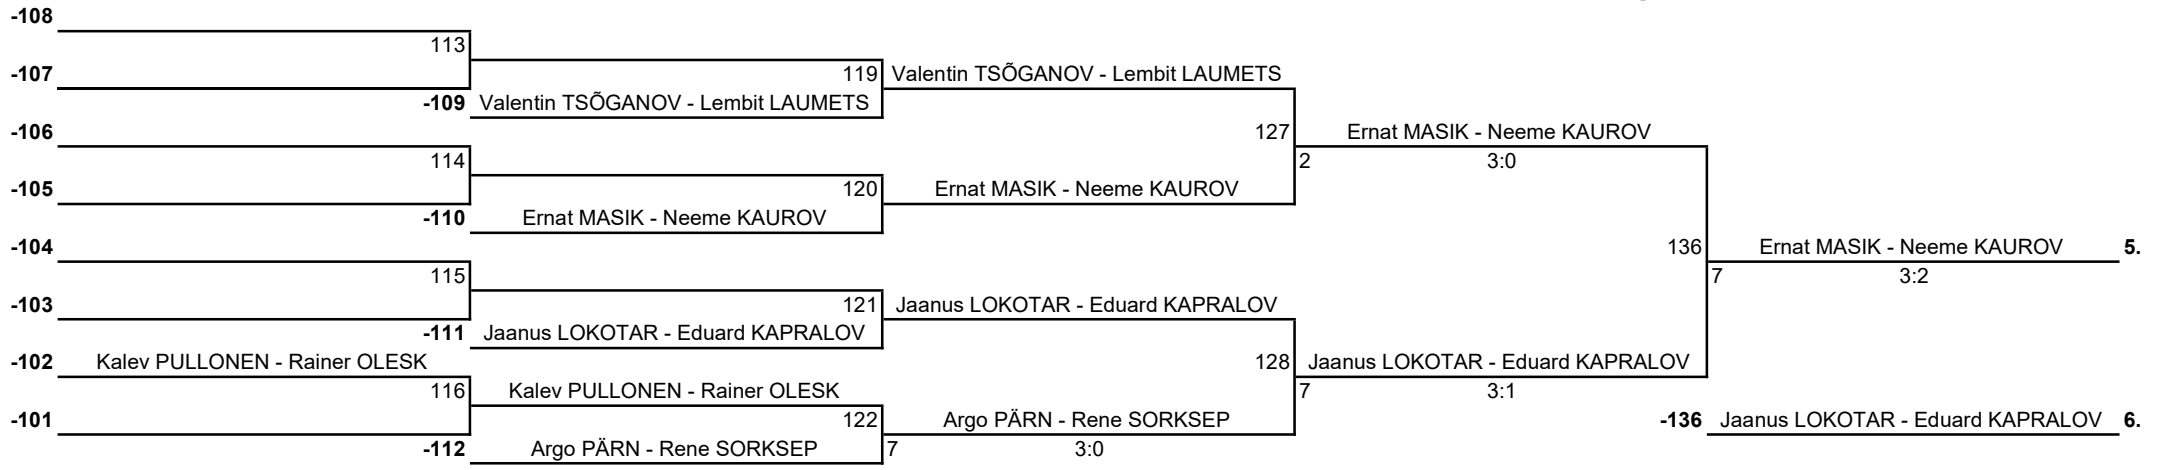 -108
113
-107 119 Valentin TSÕGANOV - Lembit LAUMETS
-109 Valentin TSÕGANOV - Lembit LAUMETS
-106 127 Ernat MASIK - Neeme KAUROV
114 2 3:0
-105 120 Ernat MASIK - Neeme KAUROV
-110 Ernat MASIK - Neeme KAUROV
-104 136 Ernat MASIK - Neeme KAUROV 5.
115 7 3:2
-103 121 Jaanus LOKOTAR - Eduard KAPRALOV
-111 Jaanus LOKOTAR - Eduard KAPRALOV
-102 Kalev PULLONEN - Rainer OLESK 128 Jaanus LOKOTAR - Eduard KAPRALOV
116 Kalev PULLONEN - Rainer OLESK 7 3:1
-101 122 Argo PÄRN - Rene SORKSEP -136 Jaanus LOKOTAR - Eduard KAPRALOV 6.
-112 Argo PÄRN - Rene SORKSEP 7 3:0